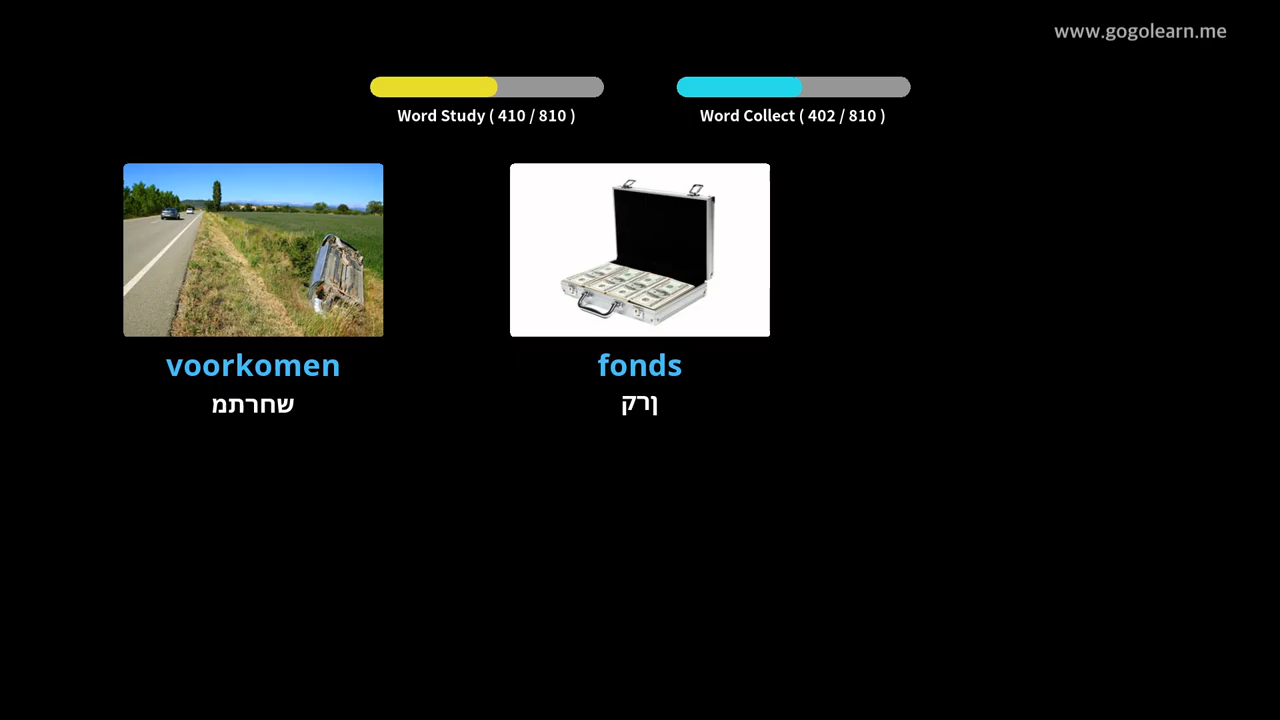 www.gogolearn.me
Word Study ( 410 / 810 )
Word Collect ( 402 / 810 )
voorkomen
שחרתמ
fonds
ןרק